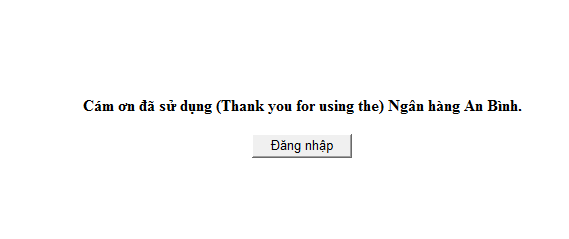 Cám ơn đã sử dụng (Thank you for using the) Ngân hàng An Bình.
Đăng nhập